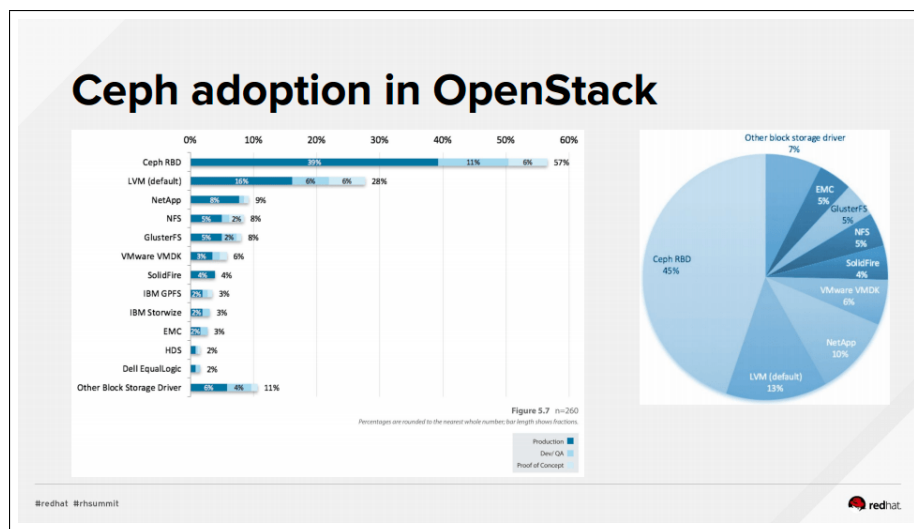 Ceph adoption in OpenStack
0% 10% 20% 30% 40% 50% 60%
Ceph RBD 39% 11% 6% 57%
LVM (default) 16% 6% 6% 28%
NetApp 8% 9%
NFS 5% 2% 8%
GlusterFS 5% 2% 8%
VMware VMDK 3% 6%
SolidFire 4% 4%
IBM GPFS 2% 3%
IBM Storwize 2% 3%
EMC 2% 3%
HDS 2%
Dell EqualLogic 2%
Other Block Storage Driver 6% 4% 11%
Figure 5.7 n=260
Percentages are rounded to the nearest whole number; bar length shows fractions.
Production
Dev/ QA
Proof of Concept
Other block storage driver
7%
EMC
5%
GlusterFS
5%
NFS
5%
SolidFire
4%
VMware VMDK
6%
NetApp
10%
LVM (default)
13%
Ceph RBD
45%
#redhat #rhsummit
redhat.